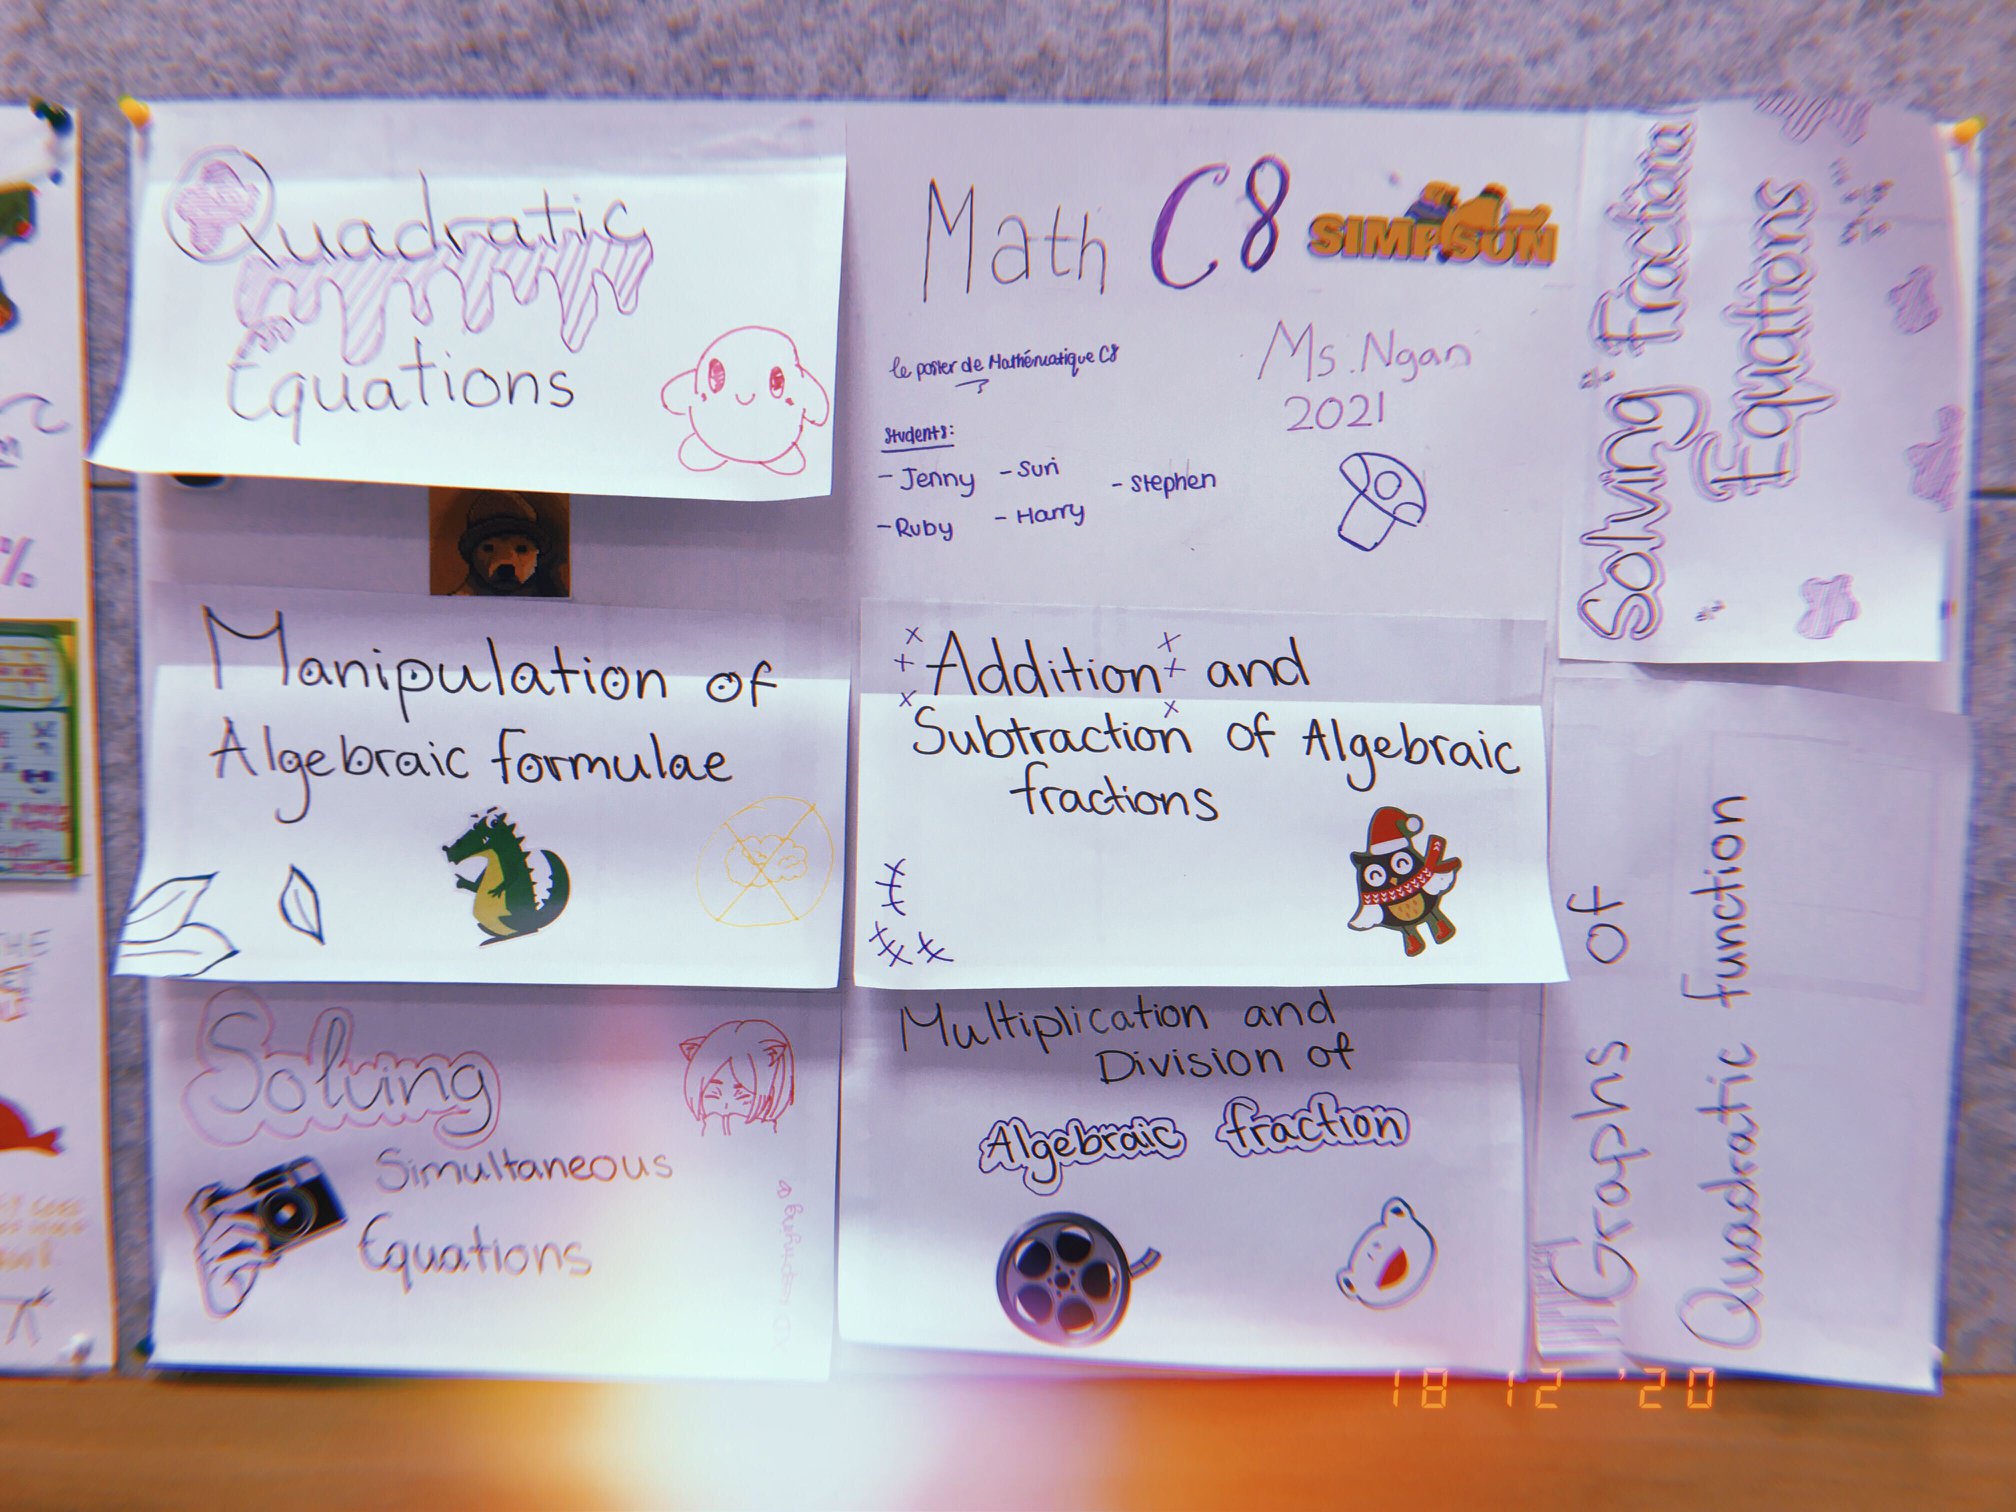 Quadratic
Equations
Math C8 SIMPSON
le poster de Mathématique C8
Ms. Ngan
2021
Students:
- Jenny - Suri - Stephen
- Ruby - Harry
Solving Fractional
Equations
Manipulation of
Algebraic formulae
Addition and
Subtraction of Algebraic
fractions
Solving
Simultaneous
Equations
Multiplication and
Division of
Algebraic fraction
Graphs of
Quadratic function
%
THE
18 12 '20